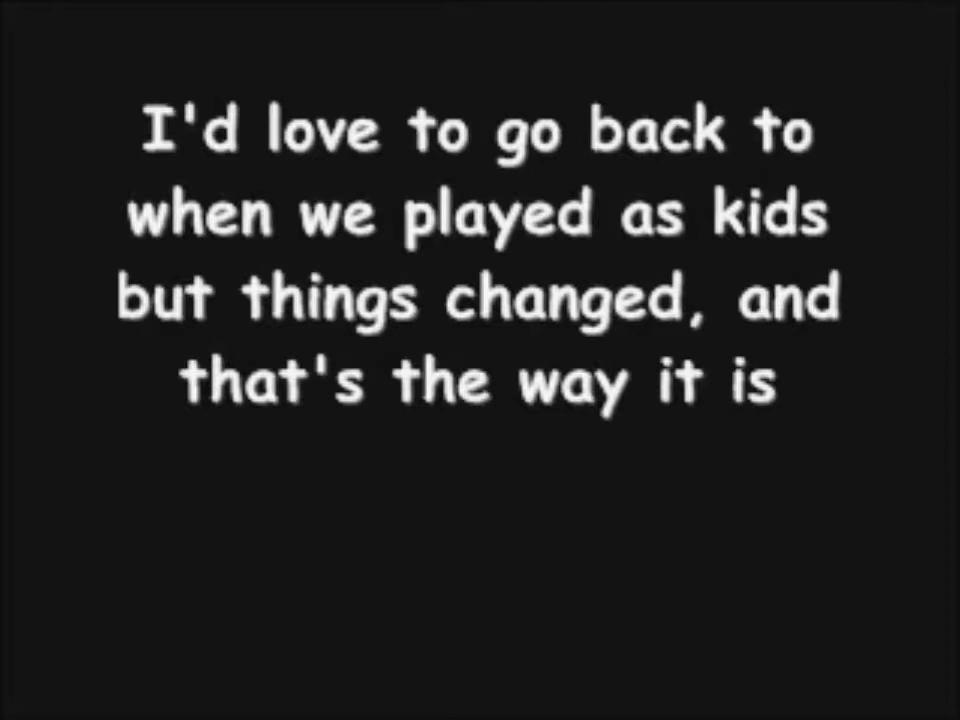 I'd love to go back to
when we played as kids
but things changed, and
that's the way it is